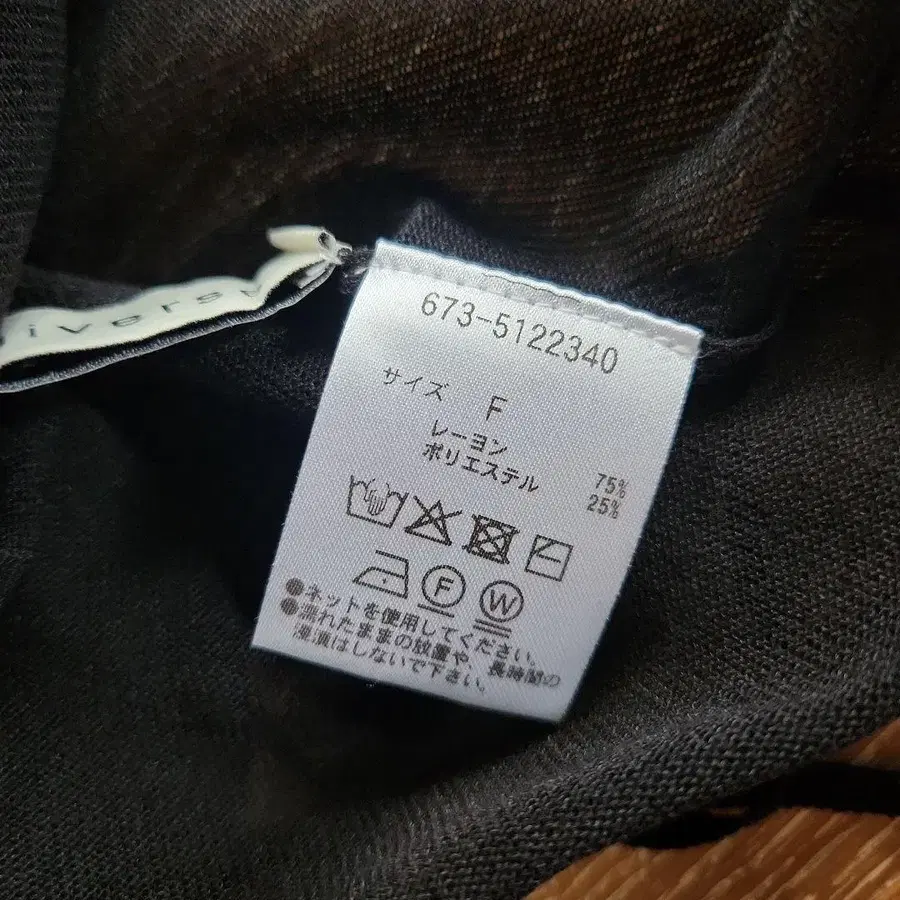 ivers
673-5122340
サイズ F
レーヨン 75%
ポリエステル 25%
F W
●ネットを使用してください。
●濡れたままの放置や、長時間の
浸漬はしないで下さい。